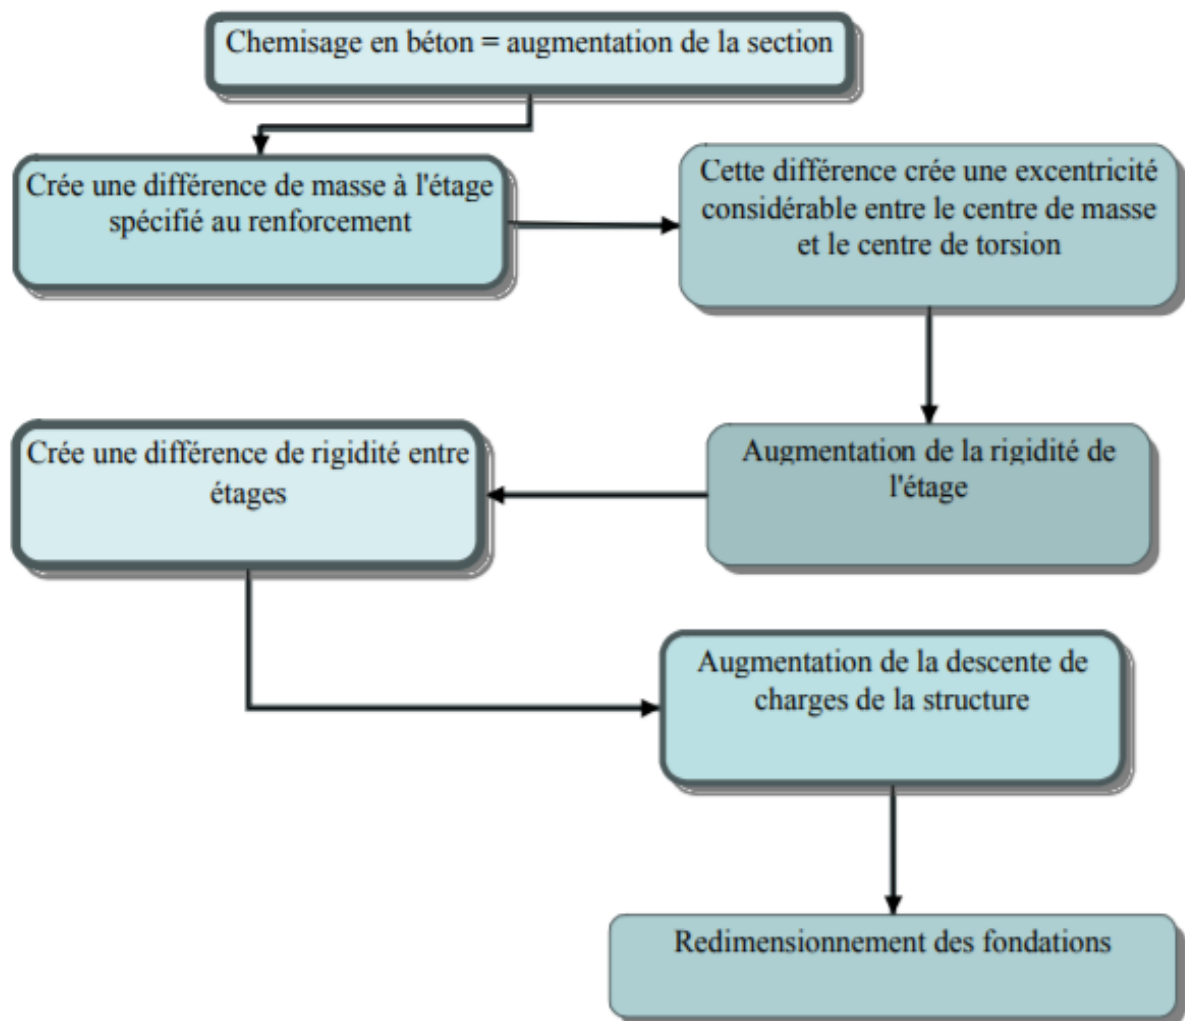 Chemisage en béton = augmentation de la section
Crée une différence de masse à l'étage
spécifié au renforcement
Cette différence crée une excentricité
considérable entre le centre de masse
et le centre de torsion
Augmentation de la rigidité de
l'étage
Crée une différence de rigidité entre
étages
Augmentation de la descente de
charges de la structure
Redimensionnement des fondations